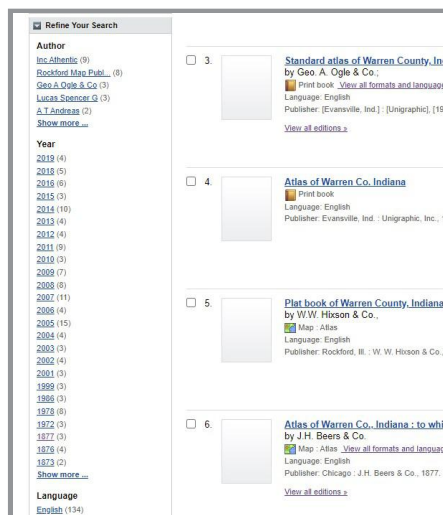 Refine Your Search
Author
Inc Athentic (9)
Rockford Map Publ... (8)
Geo A Ogle & Co (3)
Lucas Spencer G (3)
A T Andreas (2)
Show more ...
Year
2019 (4)
2018 (5)
2016 (6)
2015 (3)
2014 (10)
2013 (4)
2012 (4)
2011 (9)
2010 (3)
2009 (7)
2008 (8)
2007 (11)
2006 (4)
2005 (15)
2004 (4)
2003 (3)
2002 (4)
2001 (3)
1999 (3)
1986 (3)
1978 (8)
1972 (3)
1877 (3)
1876 (4)
1873 (2)
Show more ...
Language
English (134)
3.
Standard atlas of Warren County, In
by Geo. A. Ogle & Co.;
Print book View all formats and language
Language: English
Publisher: [Evansville, Ind.] : [Unigraphic], [19
View all editions »
4.
Atlas of Warren Co. Indiana
Print book
Language: English
Publisher: Evansville, Ind. : Unigraphic, Inc.,
5.
Plat book of Warren County, Indiana
by W.W. Hixson & Co.,
Map : Atlas
Language: English
Publisher: Rockford, Ill. : W. W. Hixson & Co.,
6.
Atlas of Warren Co., Indiana : to whi
by J.H. Beers & Co.
Map : Atlas View all formats and languag
Language: English
Publisher: Chicago : J.H. Beers & Co., 1877.
View all editions »